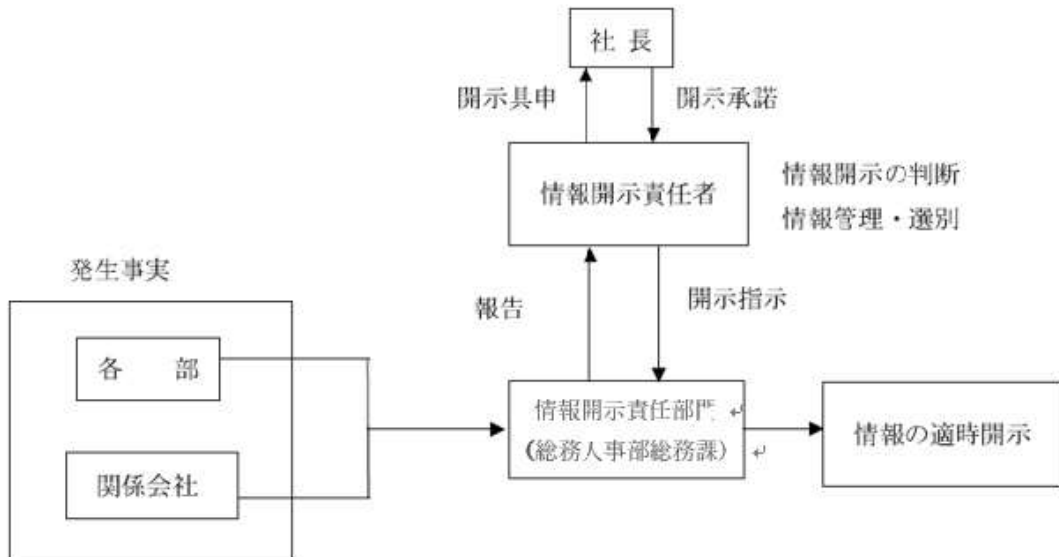 社 長
開示具申
開示承諾
情報開示責任者
情報開示の判断
情報管理・選別
発生事実
報告
開示指示
各 部
関係会社
情報開示責任部門
(総務人事部総務課)
情報の適時開示